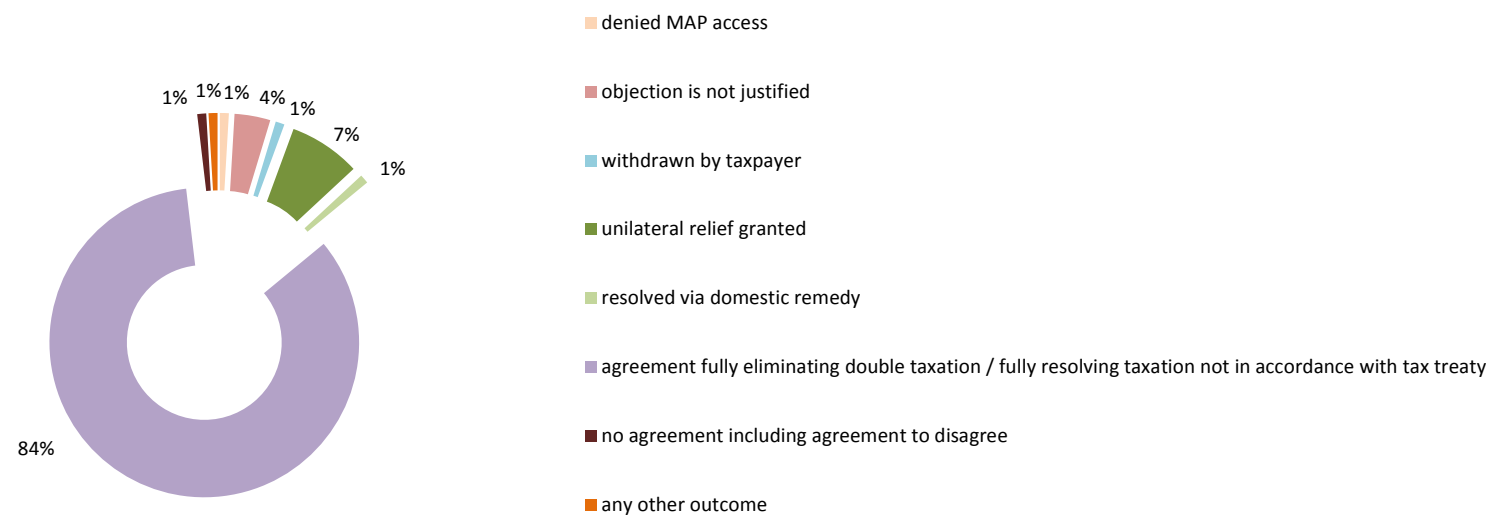 1%
1%
1%
4%
1%
7%
1%
84%
denied MAP access
objection is not justified
withdrawn by taxpayer
unilateral relief granted
resolved via domestic remedy
agreement fully eliminating double taxation / fully resolving taxation not in accordance with tax treaty
no agreement including agreement to disagree
any other outcome